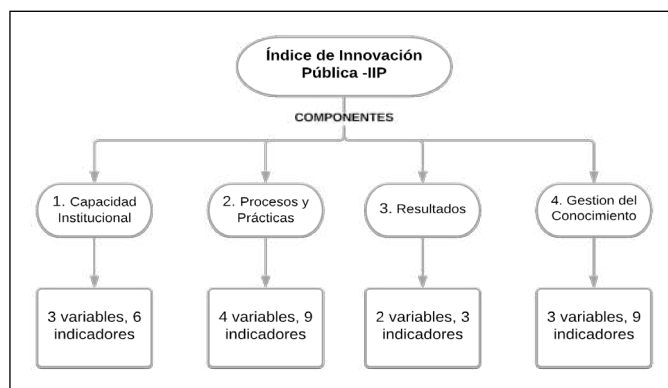 Índice de Innovación
Pública -IIP
COMPONENTES
1. Capacidad
Institucional
2. Procesos y
Prácticas
3. Resultados
4. Gestion del
Conocimiento
3 variables, 6
indicadores
4 variables, 9
indicadores
2 variables, 3
indicadores
3 variables, 9
indicadores